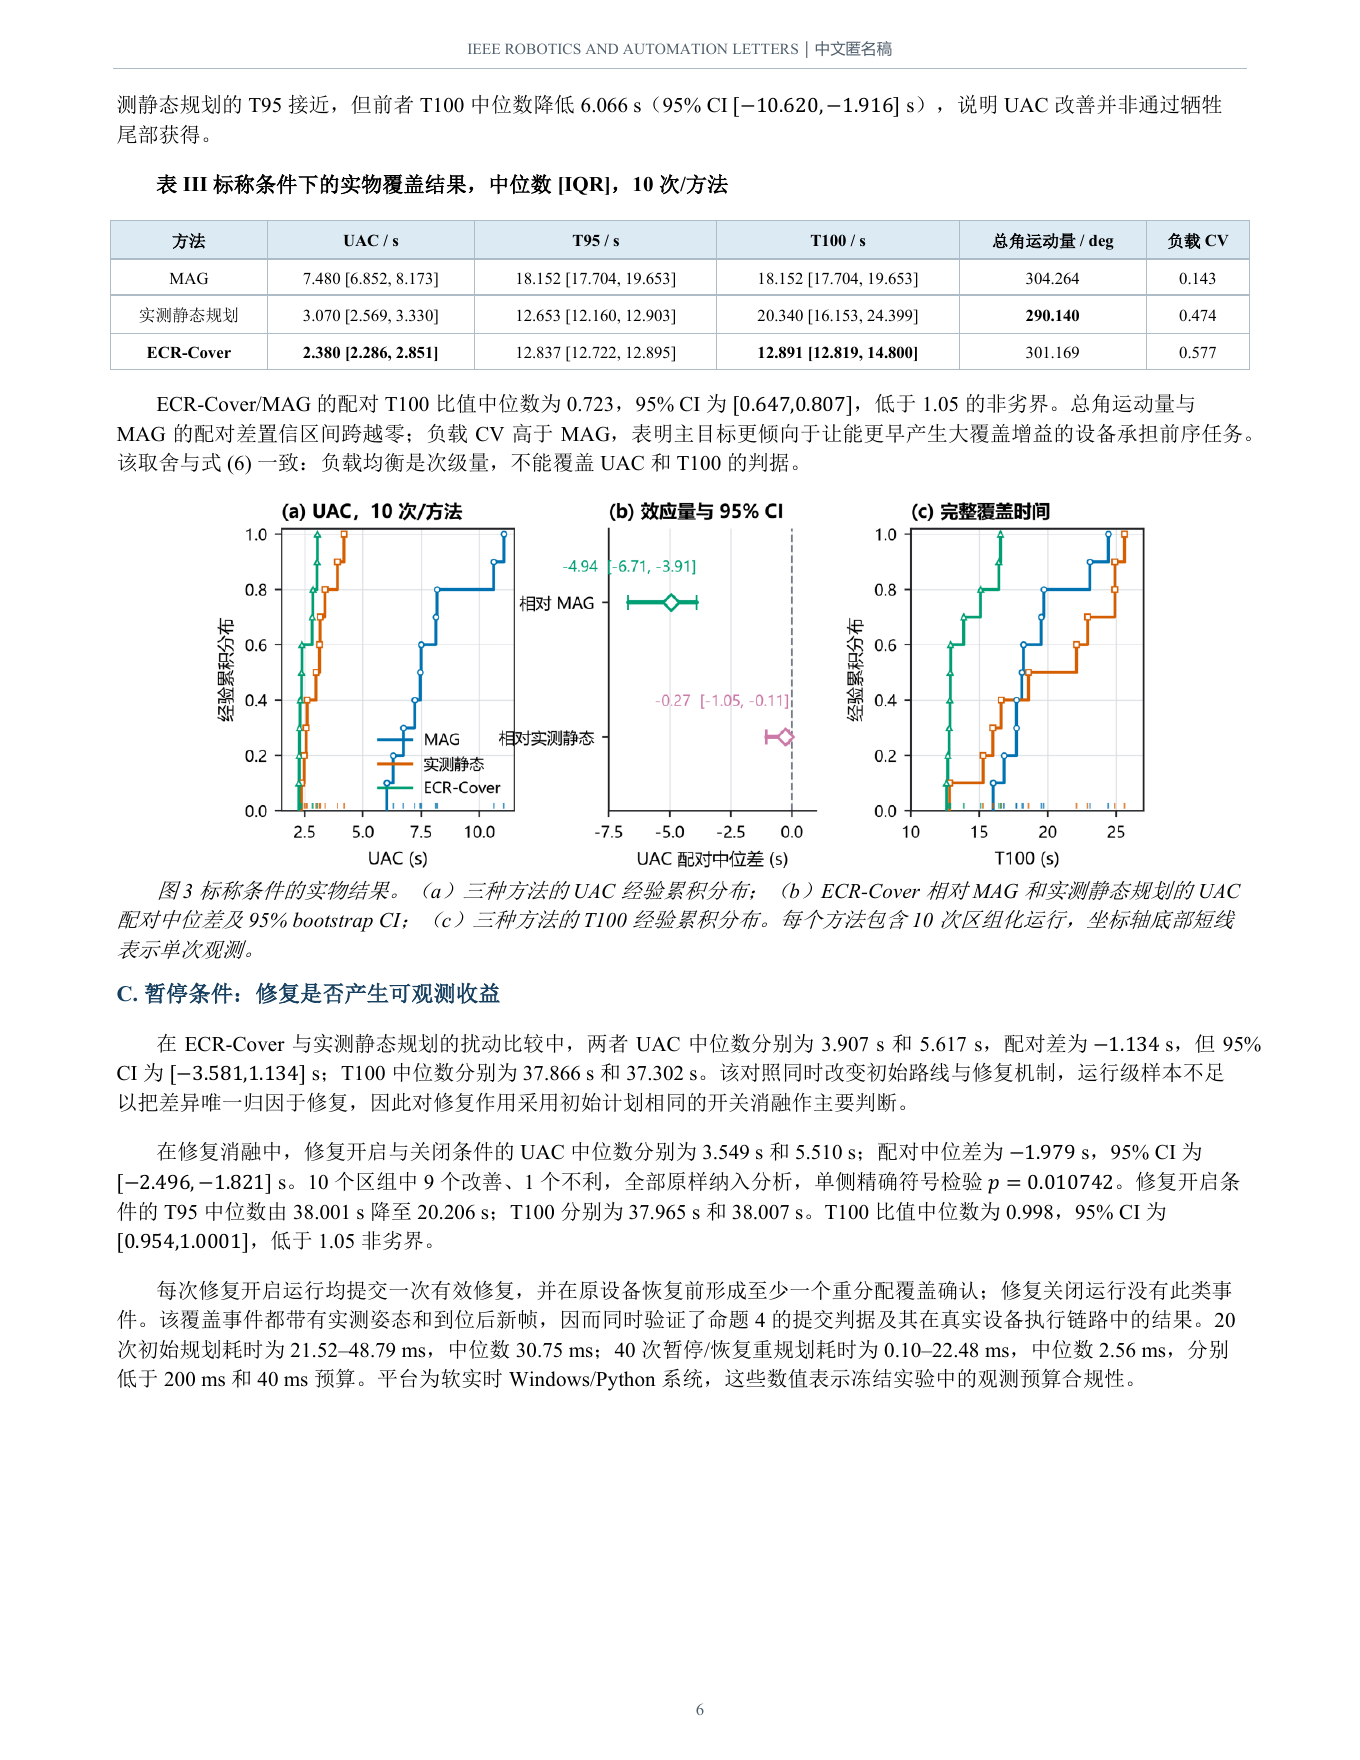 IEEE ROBOTICS AND AUTOMATION LETTERS | 中文匿名稿
测静态规划的 T95 接近，但前者 T100 中位数降低 6.066 s（95% CI [−10.620, −1.916] s），说明 UAC 改善并非通过牺牲
尾部获得。
表 III 标称条件下的实物覆盖结果，中位数 [IQR]，10 次/方法
方法 UAC / s T95 / s T100 / s 总角运动量 / deg 负载 CV
MAG 7.480 [6.852, 8.173] 18.152 [17.704, 19.653] 18.152 [17.704, 19.653] 304.264 0.143
实测静态规划 3.070 [2.569, 3.330] 12.653 [12.160, 12.903] 20.340 [16.153, 24.399] 290.140 0.474
ECR-Cover 2.380 [2.286, 2.851] 12.837 [12.722, 12.895] 12.891 [12.819, 14.800] 301.169 0.577
ECR-Cover/MAG 的配对 T100 比值中位数为 0.723，95% CI 为 [0.647,0.807]，低于 1.05 的非劣界。总角运动量与
MAG 的配对差置信区间跨越零；负载 CV 高于 MAG，表明主目标更倾向于让能更早产生大覆盖增益的设备承担前序任务。
该取舍与式 (6) 一致：负载均衡是次级量，不能覆盖 UAC 和 T100 的判据。
(a) UAC，10 次/方法
经验累积分布
1.0
0.8
0.6
0.4
0.2
0.0
MAG
实测静态
ECR-Cover
2.5 5.0 7.5 10.0
UAC (s)
(b) 效应量与 95% CI
-4.94 [-6.71, -3.91]
相对 MAG
-0.27 [-1.05, -0.11]
相对实测静态
-7.5 -5.0 -2.5 0.0
UAC 配对中位差 (s)
(c) 完整覆盖时间
经验累积分布
1.0
0.8
0.6
0.4
0.2
0.0
10 15 20 25
T100 (s)
图 3 标称条件的实物结果。（a）三种方法的 UAC 经验累积分布；（b）ECR-Cover 相对 MAG 和实测静态规划的 UAC
配对中位差及 95% bootstrap CI；（c）三种方法的 T100 经验累积分布。每个方法包含 10 次区组化运行，坐标轴底部短线
表示单次观测。
C. 暂停条件：修复是否产生可观测收益
在 ECR-Cover 与实测静态规划的扰动比较中，两者 UAC 中位数分别为 3.907 s 和 5.617 s，配对差为 −1.134 s，但 95%
CI 为 [−3.581,1.134] s；T100 中位数分别为 37.866 s 和 37.302 s。该对照同时改变初始路线与修复机制，运行级样本不足
以把差异唯一归因于修复，因此对修复作用采用初始计划相同的开关消融作主要判断。
在修复消融中，修复开启与关闭条件的 UAC 中位数分别为 3.549 s 和 5.510 s；配对中位差为 −1.979 s，95% CI 为
[−2.496, −1.821] s。10 个区组中 9 个改善、1 个不利，全部原样纳入分析，单侧精确符号检验 p = 0.010742。修复开启条
件的 T95 中位数由 38.001 s 降至 20.206 s；T100 分别为 37.965 s 和 38.007 s。T100 比值中位数为 0.998，95% CI 为
[0.954,1.0001]，低于 1.05 非劣界。
每次修复开启运行均提交一次有效修复，并在原设备恢复前形成至少一个重分配覆盖确认；修复关闭运行没有此类事
件。该覆盖事件都带有实测姿态和到位后新帧，因而同时验证了命题 4 的提交判据及其在真实设备执行链路中的结果。20
次初始规划耗时为 21.52–48.79 ms，中位数 30.75 ms；40 次暂停/恢复重规划耗时为 0.10–22.48 ms，中位数 2.56 ms，分别
低于 200 ms 和 40 ms 预算。平台为软实时 Windows/Python 系统，这些数值表示冻结实验中的观测预算合规性。
6